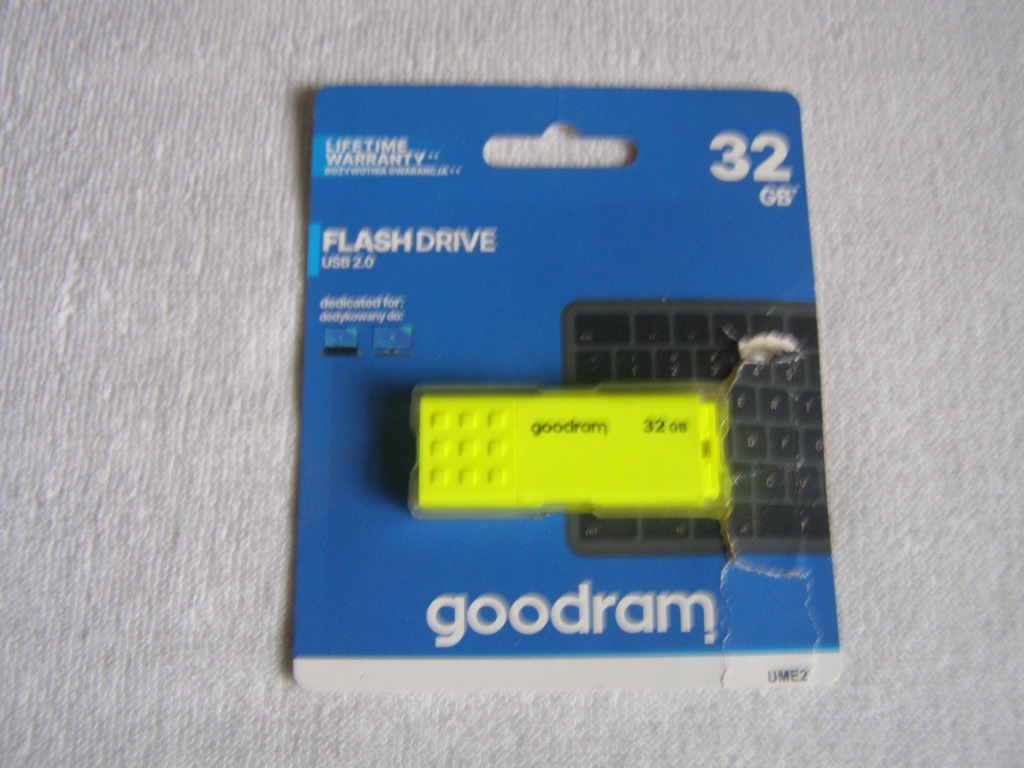 LIFETIME
WARRANTY
DOŻYWOTNIA GWARANCJA
32
GB
FLASH DRIVE
USB 2.0
dedicated for:
dedykowany do:
goodram 32 GB
goodram
UME2